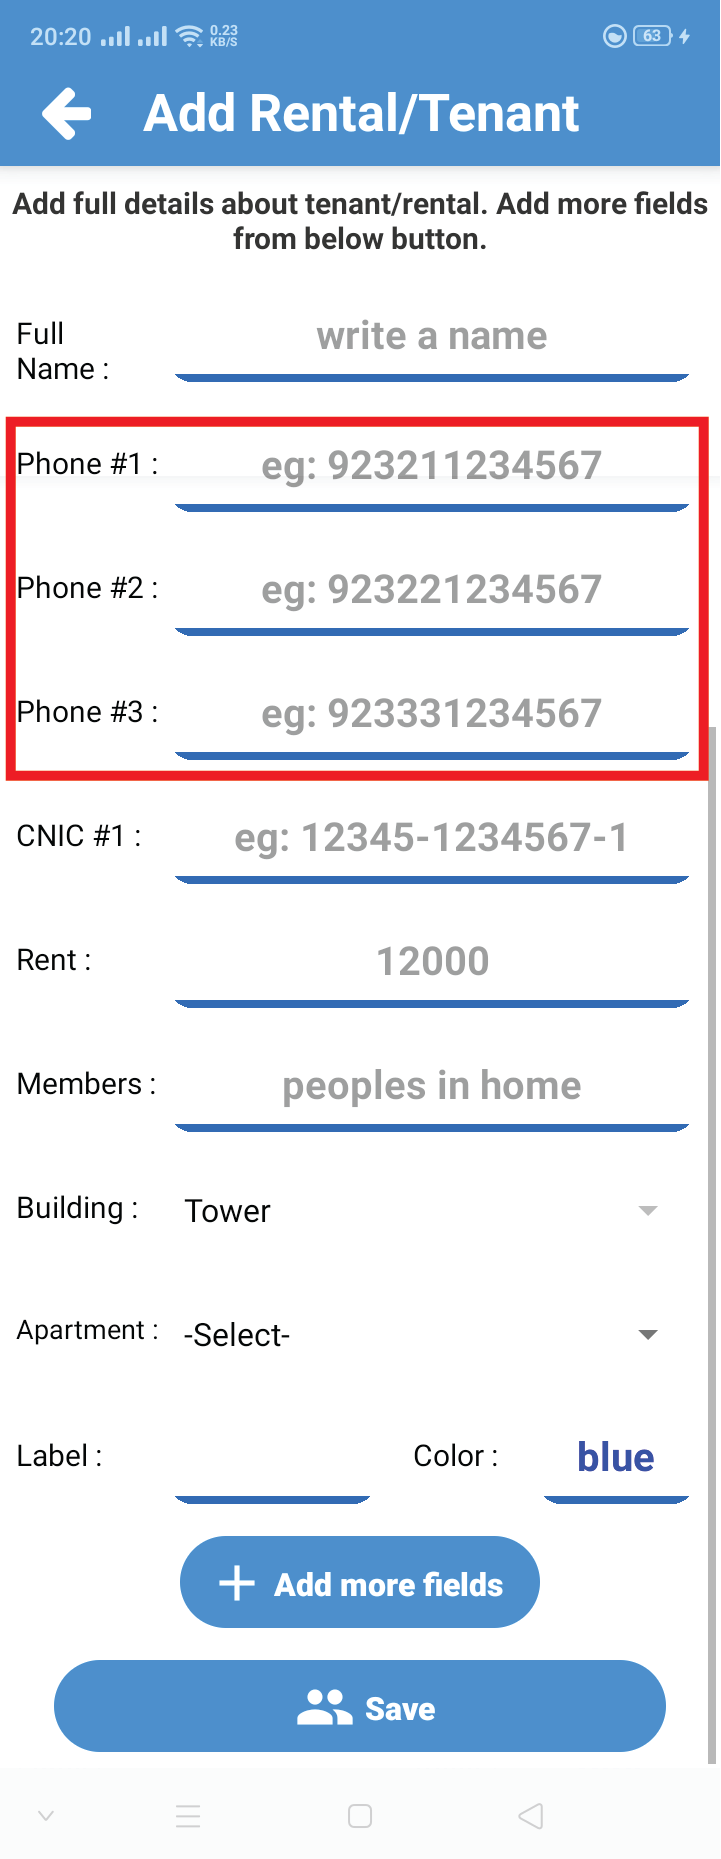 20:20 0.23 KB/S 63
Add Rental/Tenant
Add full details about tenant/rental. Add more fields
from below button.
Full
Name :
write a name
Phone #1 : eg: 923211234567
Phone #2 : eg: 923221234567
Phone #3 : eg: 923331234567
CNIC #1 : eg: 12345-1234567-1
Rent : 12000
Members : peoples in home
Building : Tower
Apartment : -Select-
Label : Color : blue
Add more fields
Save